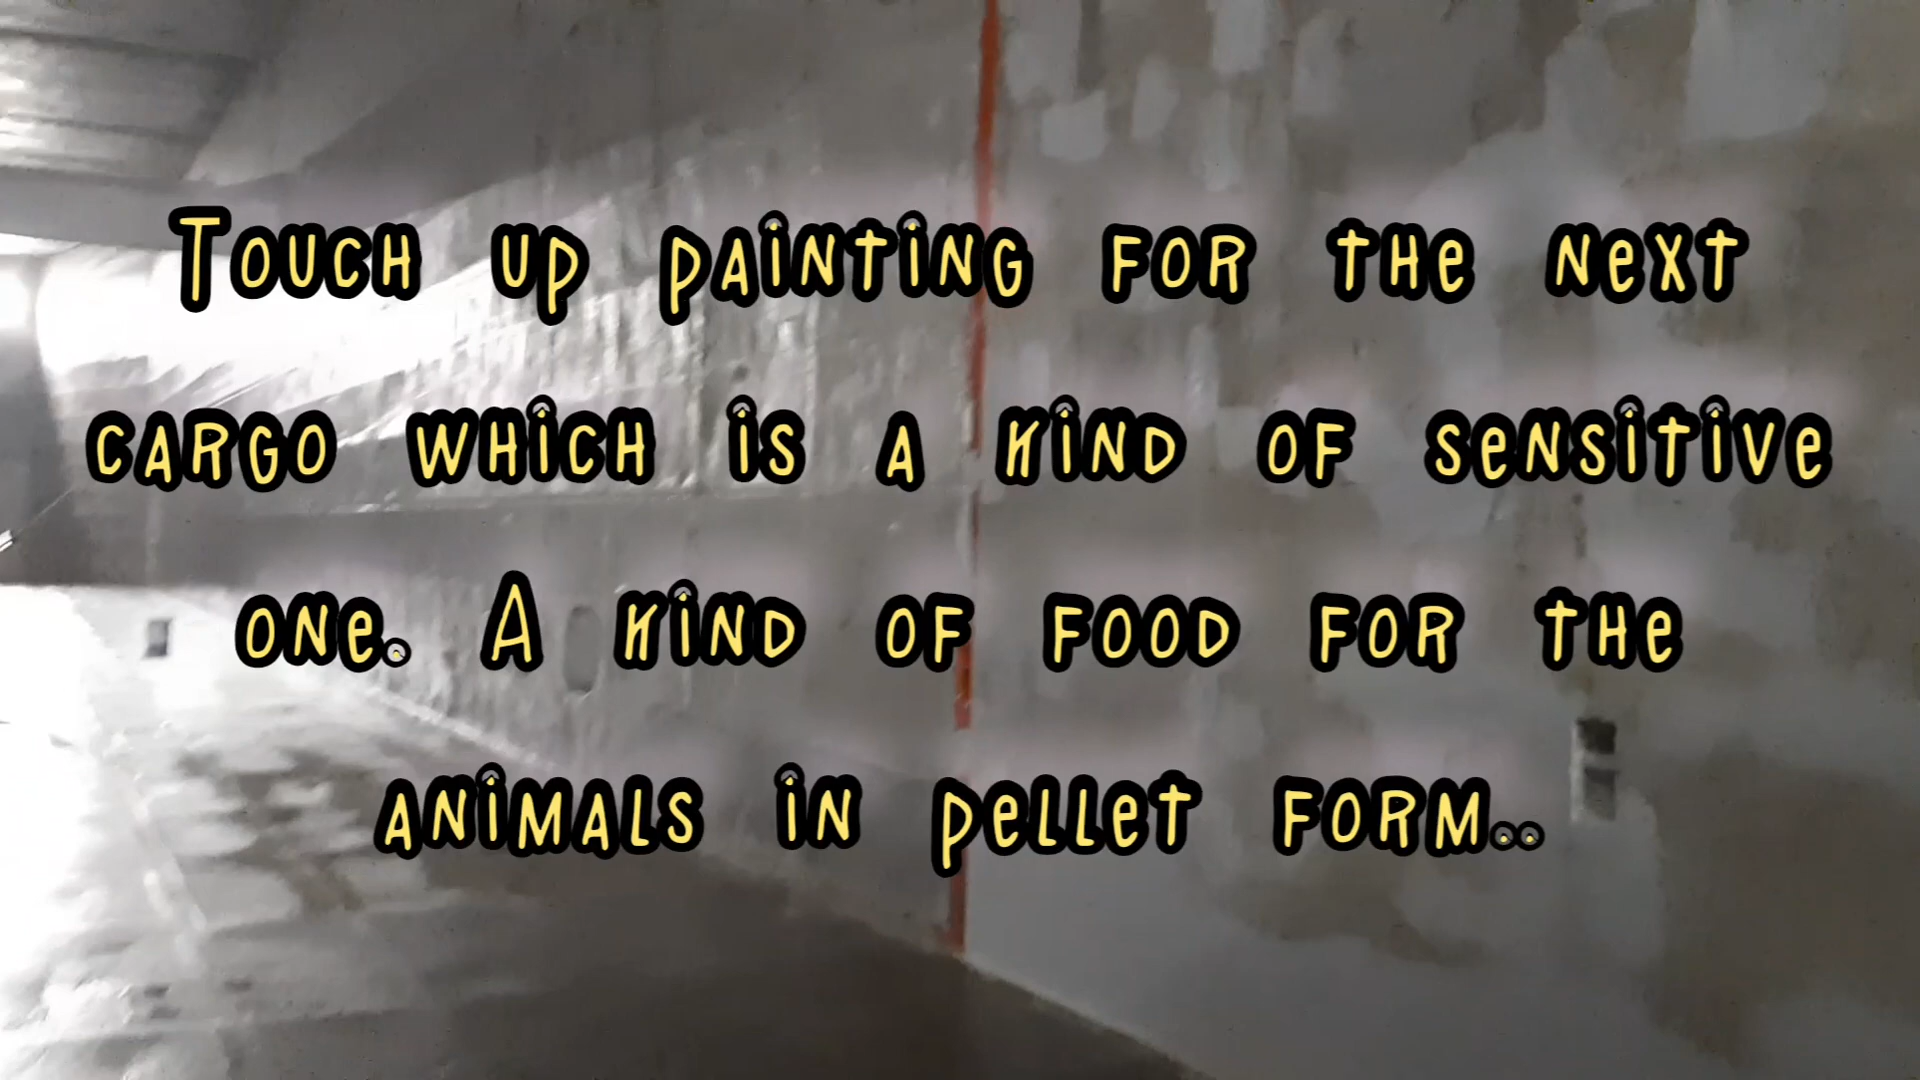 Touch up painting for the next
cargo which is a kind of sensitive
one. A kind of food for the
animals in pellet form..